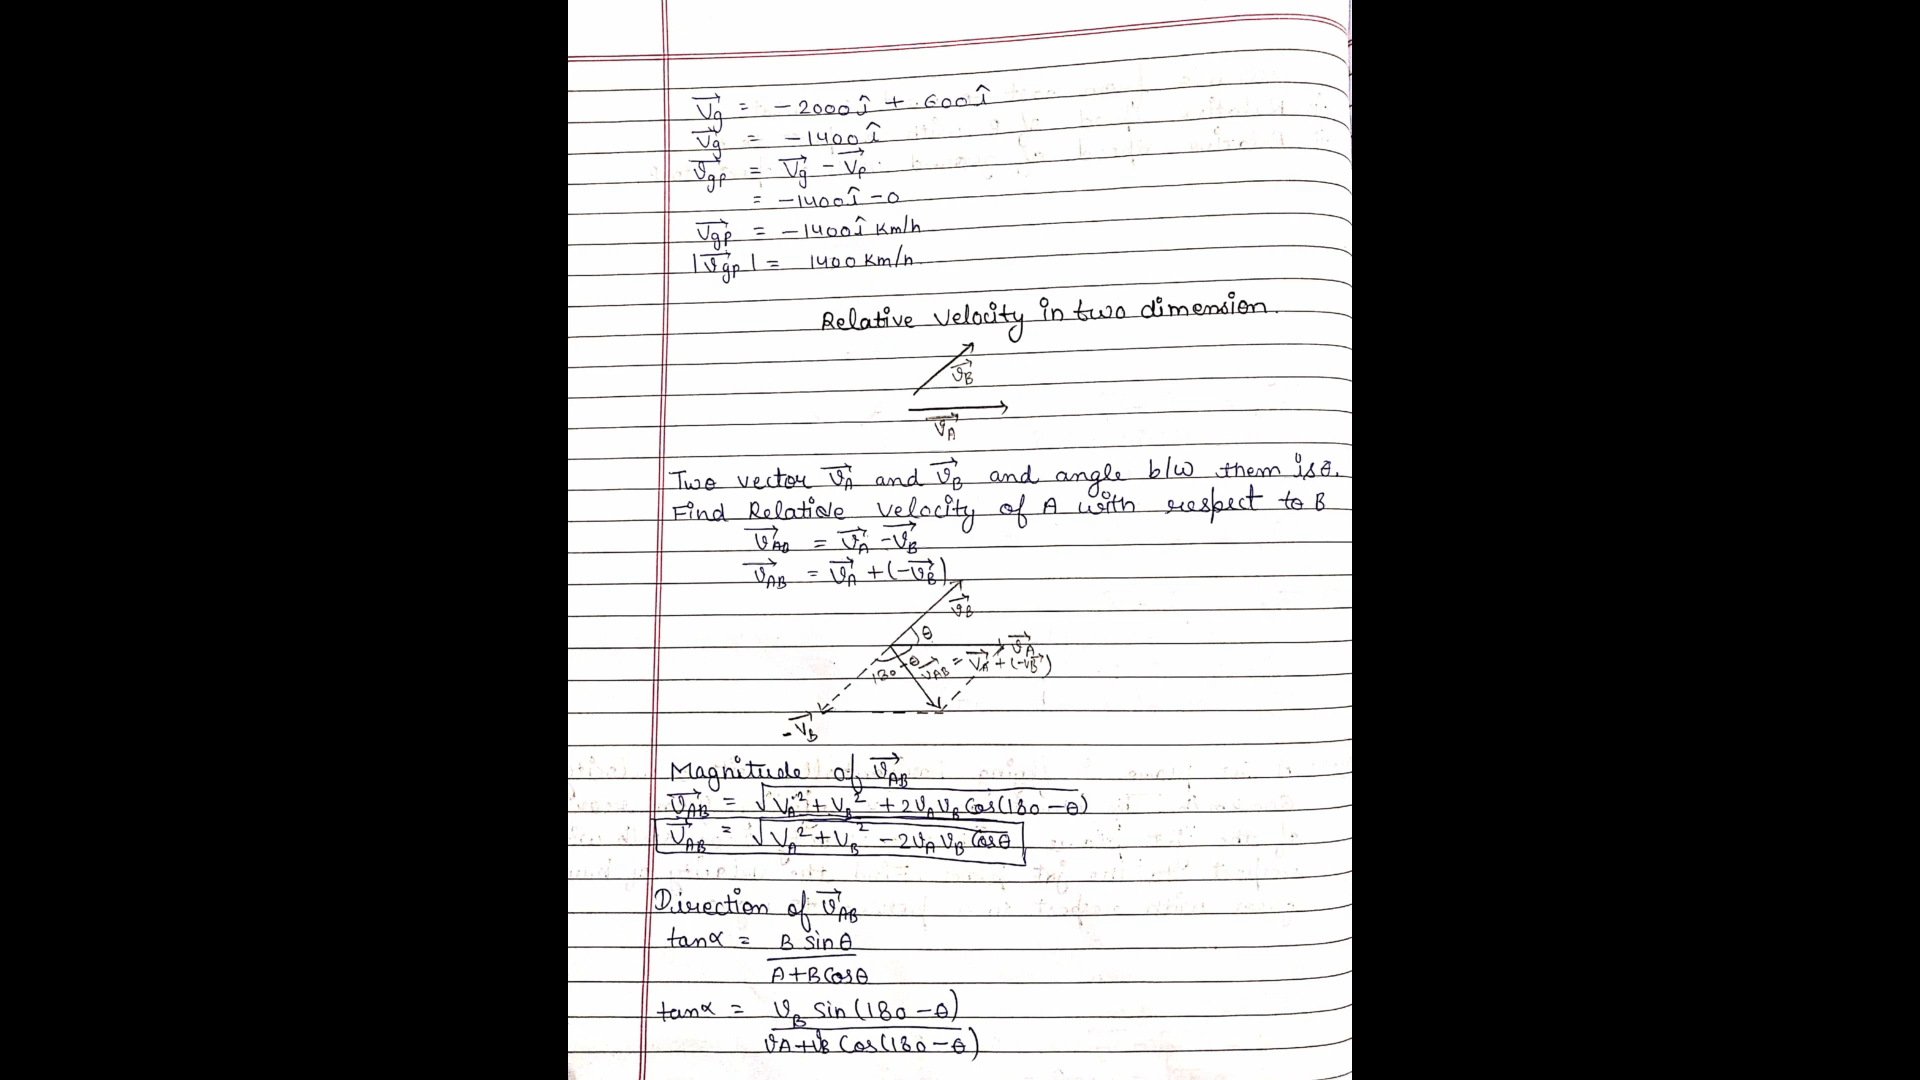 Vg = -2000î + 600î
Vg = -1400î
Vgp = Vg - Vp
= -1400î - 0
Vgp = -1400î Km/h
|Vgp| = 1400 Km/h
Relative velocity in two dimension.
VB
VA
Two vector VA and VB and angle b/w them is θ.
Find Relative velocity of A with respect to B
VAB = VA - VB
VAB = VA + (-VB)
VB
θ
VA
180 - θ VAB = VA + (-VB)
-VB
Magnitude of VAB
VAB = √VA² + VB² + 2VAVB Cos(180 - θ)
VAB = √VA² + VB² - 2VA VB Cosθ
Direction of VAB
tanα = B sinθ
A + B Cosθ
tanα = VB Sin(180 - θ)
VA + VB Cos(180 - θ)